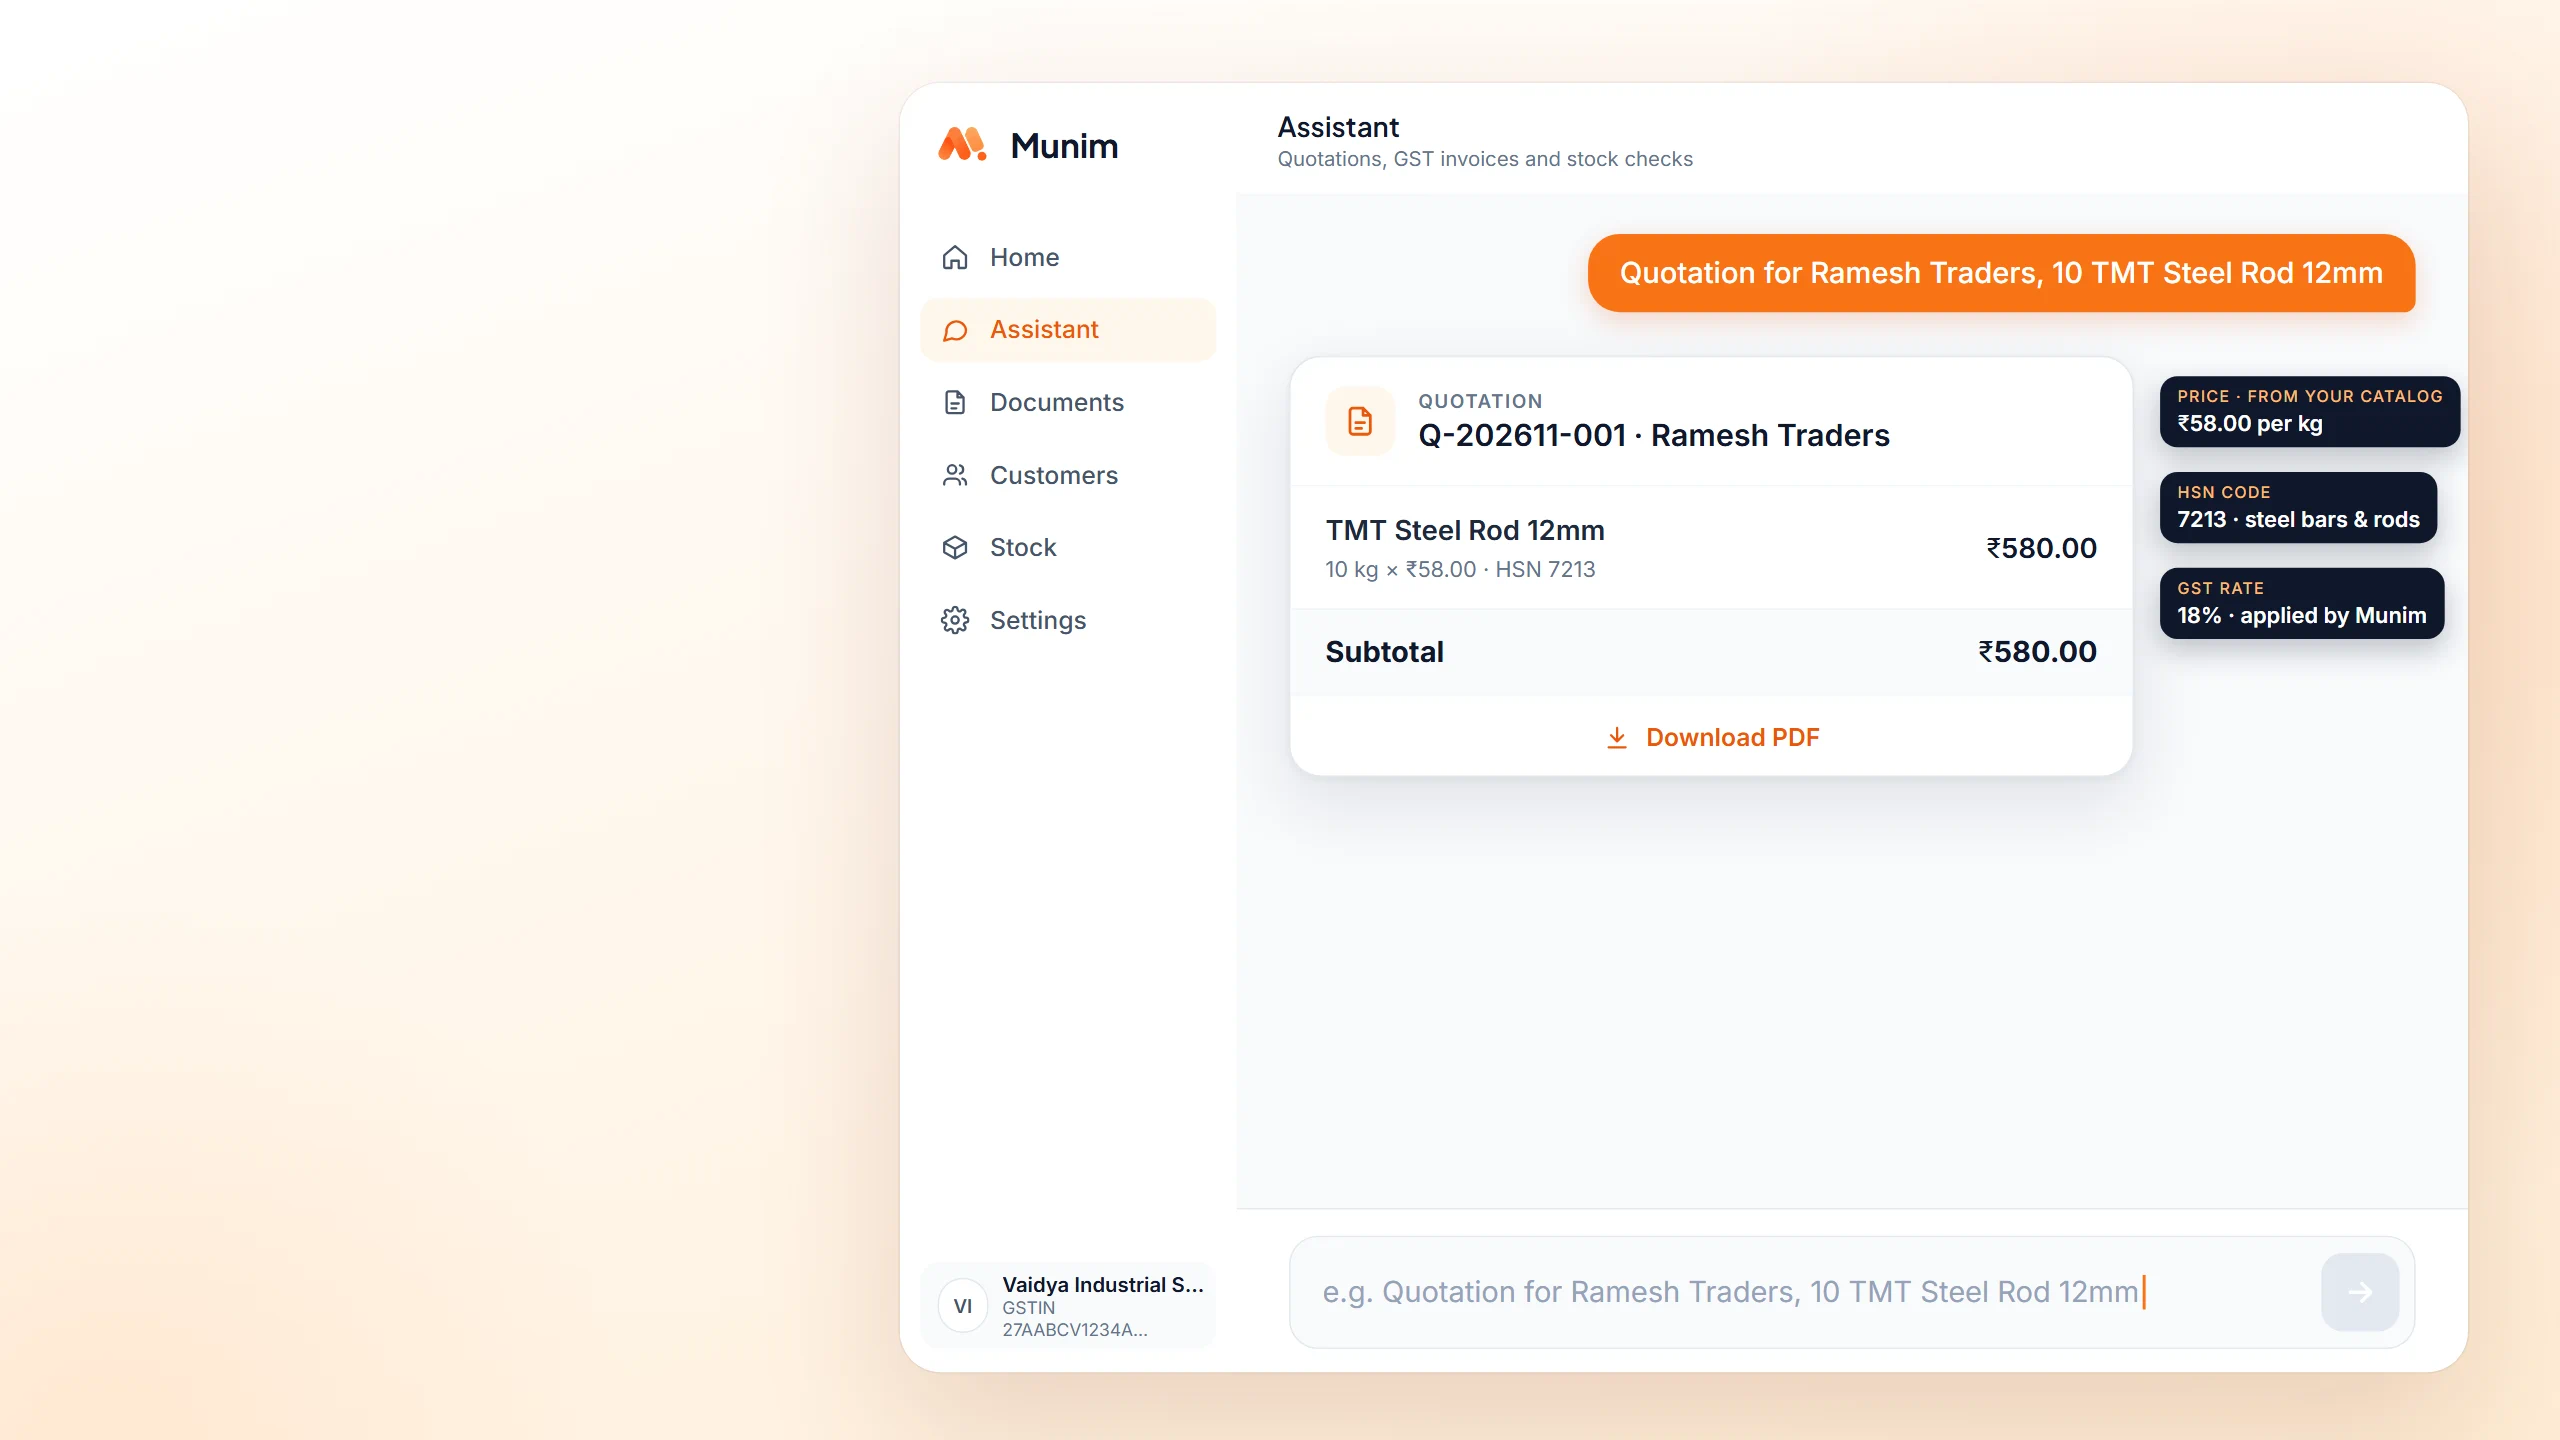 Munim
Home
Assistant
Documents
Customers
Stock
Settings
Vaidya Industrial S...
GSTIN
27AABCV1234A...
Assistant
Quotations, GST invoices and stock checks
Quotation for Ramesh Traders, 10 TMT Steel Rod 12mm
QUOTATION
Q-202611-001 · Ramesh Traders
TMT Steel Rod 12mm
10 kg × ₹58.00 · HSN 7213
₹580.00
Subtotal
₹580.00
Download PDF
PRICE · FROM YOUR CATALOG
₹58.00 per kg
HSN CODE
7213 · steel bars & rods
GST RATE
18% · applied by Munim
e.g. Quotation for Ramesh Traders, 10 TMT Steel Rod 12mm
VI